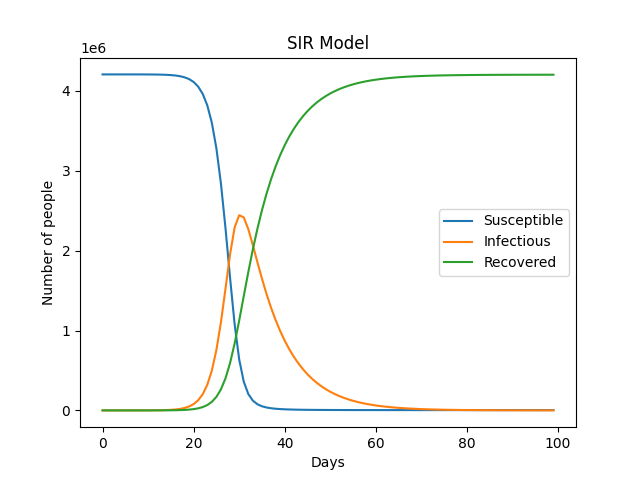 SIR Model
1e6
4
3
2
1
0
Number of people
Susceptible
Infectious
Recovered
0 20 40 60 80 100
Days